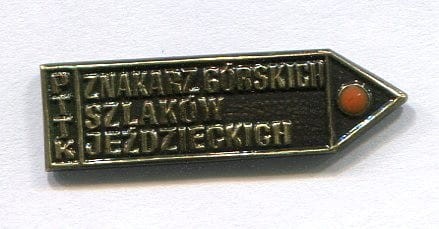 PTTK
ZNAKARZ GÓRSKICH
SZLAKÓW
JEŹDZIECKICH